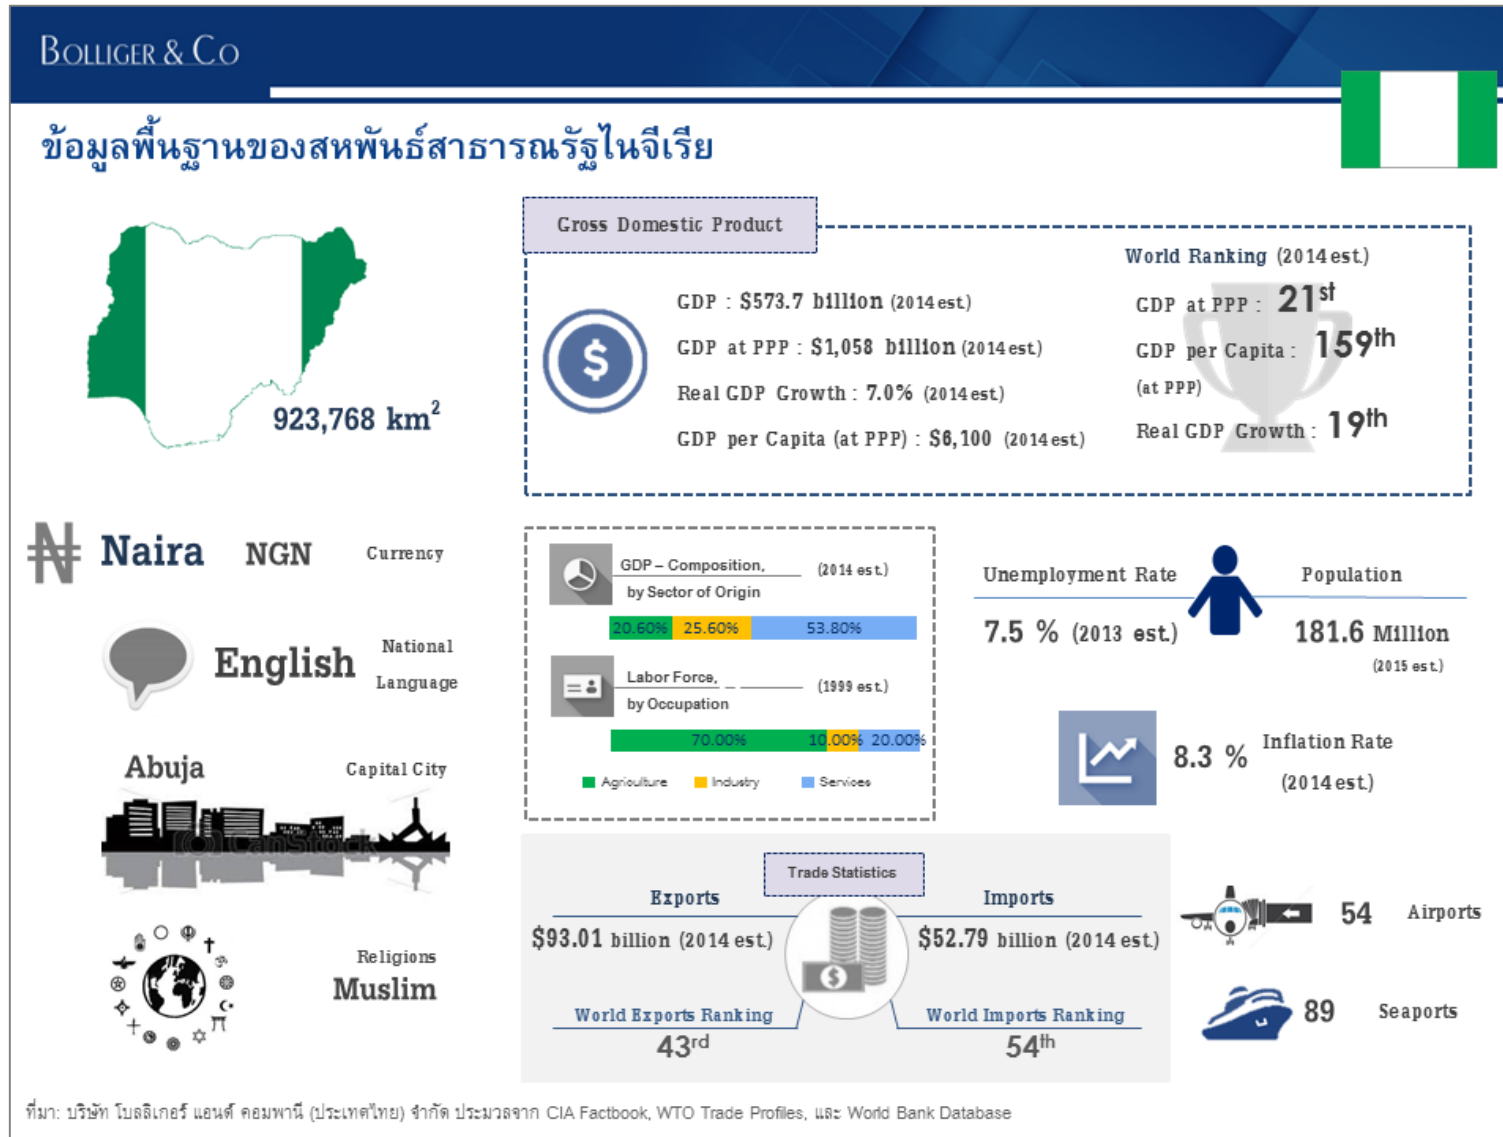 BOLLIGER & CO
ข้อมูลพื้นฐานของสหพันธ์สาธารณรัฐไนจีเรีย
923,768 km²
Gross Domestic Product
GDP : $573.7 billion (2014 est.)
GDP at PPP : $1,058 billion (2014 est.)
Real GDP Growth : 7.0% (2014 est.)
GDP per Capita (at PPP) : $6,100 (2014 est.)
World Ranking (2014 est.)
GDP at PPP : 21st
GDP per Capita : 159th
(at PPP)
Real GDP Growth : 19th
₦ Naira NGN Currency
English National
Language
Abuja Capital City
CanStock
Religions
Muslim
GDP – Composition, (2014 est.)
by Sector of Origin
20.60% 25.60% 53.80%
Labor Force, (1999 est.)
by Occupation
70.00% 10.00% 20.00%
Agriculture Industry Services
Unemployment Rate
7.5 % (2013 est.)
Population
181.6 Million
(2015 est.)
8.3 % Inflation Rate
(2014 est.)
Trade Statistics
Exports
$93.01 billion (2014 est.)
World Exports Ranking
43rd
Imports
$52.79 billion (2014 est.)
World Imports Ranking
54th
54 Airports
89 Seaports
ที่มา: บริษัท โบลลิเกอร์ แอนด์ คอมพานี (ประเทศไทย) จำกัด ประมวลจาก CIA Factbook, WTO Trade Profiles, และ World Bank Database